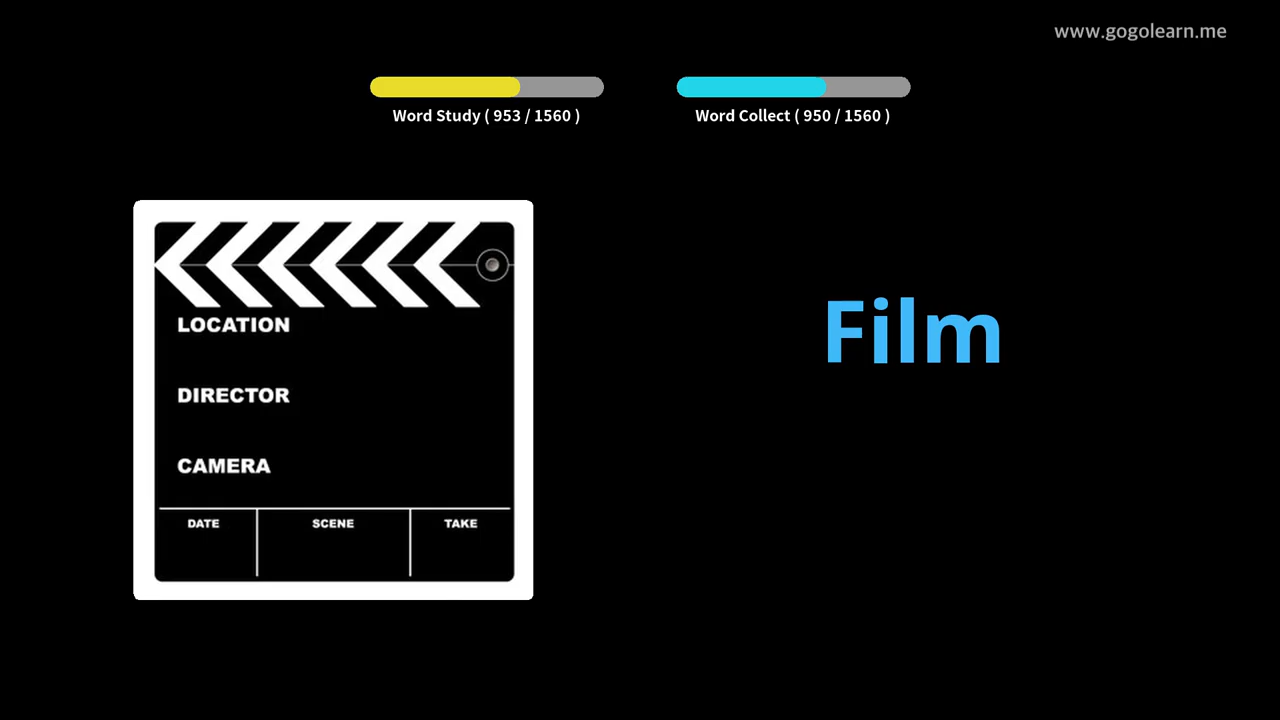 www.gogolearn.me
Word Study ( 953 / 1560 )
Word Collect ( 950 / 1560 )
LOCATION
DIRECTOR
CAMERA
DATE
SCENE
TAKE
Film